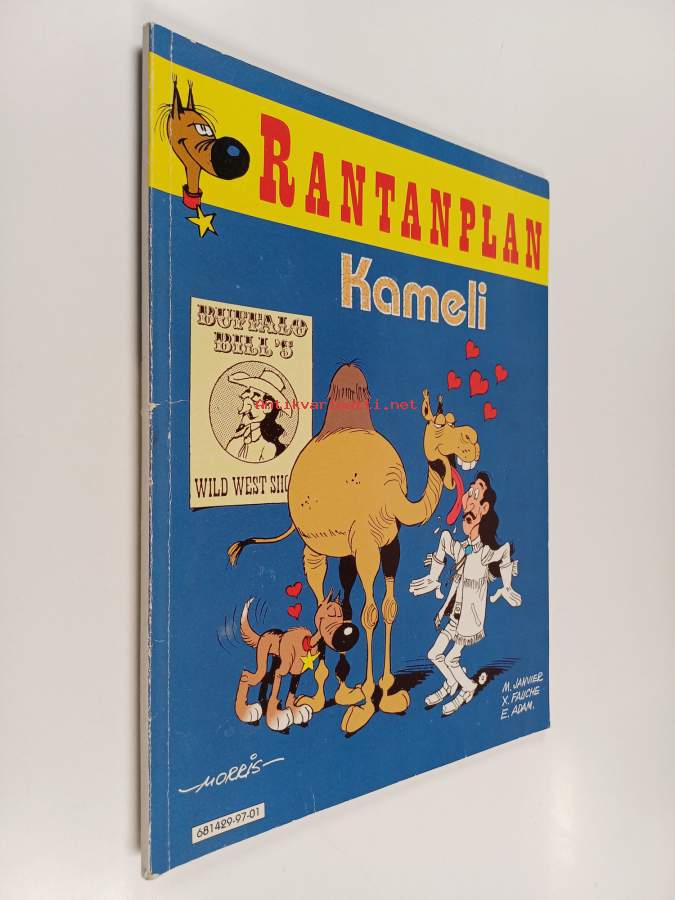 RANTANPLAN
Kameli
BUFFALO
BILL'S
Antikvariaatti.net
WILD WEST SHO
M. JANVIER
X. FAUCHE
E. ADAM.
MORRIS
681429-97-01